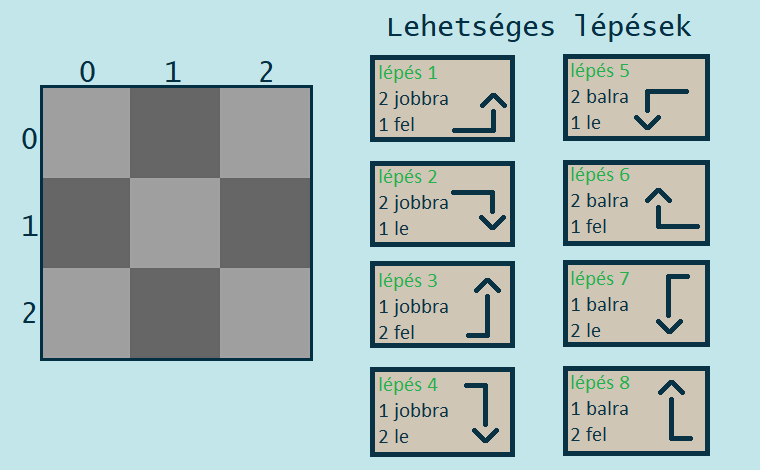 Lehetséges lépések
0 1 2
0
1
2
lépés 1
2 jobbra
1 fel
lépés 2
2 jobbra
1 le
lépés 3
1 jobbra
2 fel
lépés 4
1 jobbra
2 le
lépés 5
2 balra
1 le
lépés 6
2 balra
1 fel
lépés 7
1 balra
2 le
lépés 8
1 balra
2 fel